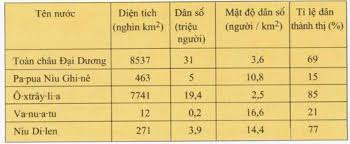 Tên nước Diện tích (nghìn km²) Dân số (triệu người) Mật độ dân số (người / km²) Tỉ lệ dân thành thị (%)
Toàn châu Đại Dương 8537 31 3,6 69
Pa-pua Niu Ghi-nê 463 5 10,8 15%
Ô-xtrây-li-a 7741 19,4 2,5 85%
Va-nu-a-tu 12 0,2 16,6 21
Niu Di-len 271 3,9 14,4 77%